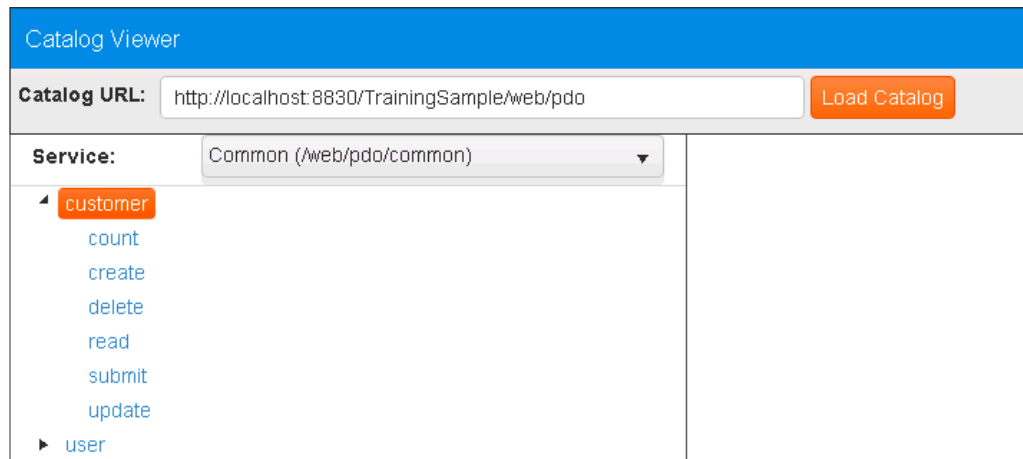 Catalog Viewer
Catalog URL: http://localhost:8830/TrainingSample/web/pdo Load Catalog
Service: Common (/web/pdo/common)
customer
count
create
delete
read
submit
update
user